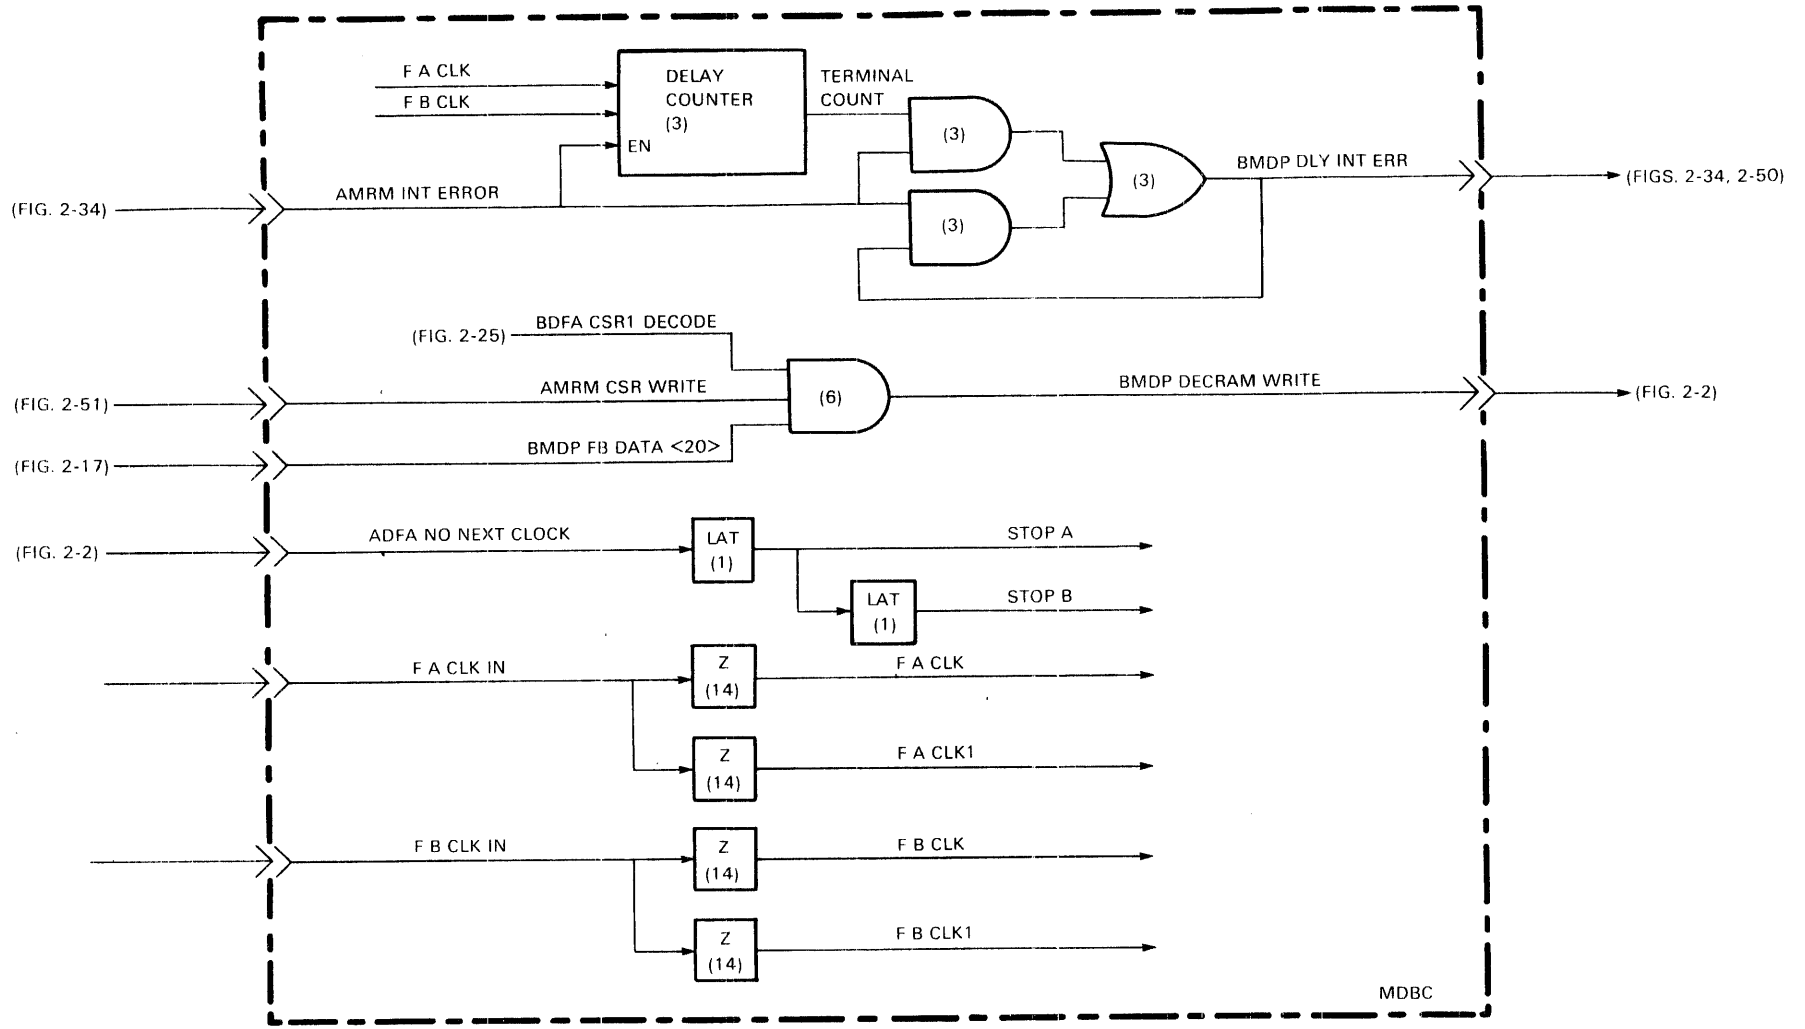 F A CLK
F B CLK
DELAY
COUNTER
(3)
EN
TERMINAL
COUNT
(3)
(3)
(3)
BMDP DLY INT ERR
(FIGS. 2-34, 2-50)
(FIG. 2-34)
AMRM INT ERROR
(FIG. 2-25)
BDFA CSR1 DECODE
(FIG. 2-51)
AMRM CSR WRITE
(6)
BMDP DECRAM WRITE
(FIG. 2-2)
(FIG. 2-17)
BMDP FB DATA <20>
(FIG. 2-2)
ADFA NO NEXT CLOCK
LAT
(1)
STOP A
LAT
(1)
STOP B
F A CLK IN
Z
(14)
F A CLK
Z
(14)
F A CLK1
F B CLK IN
Z
(14)
F B CLK
Z
(14)
F B CLK1
MDBC